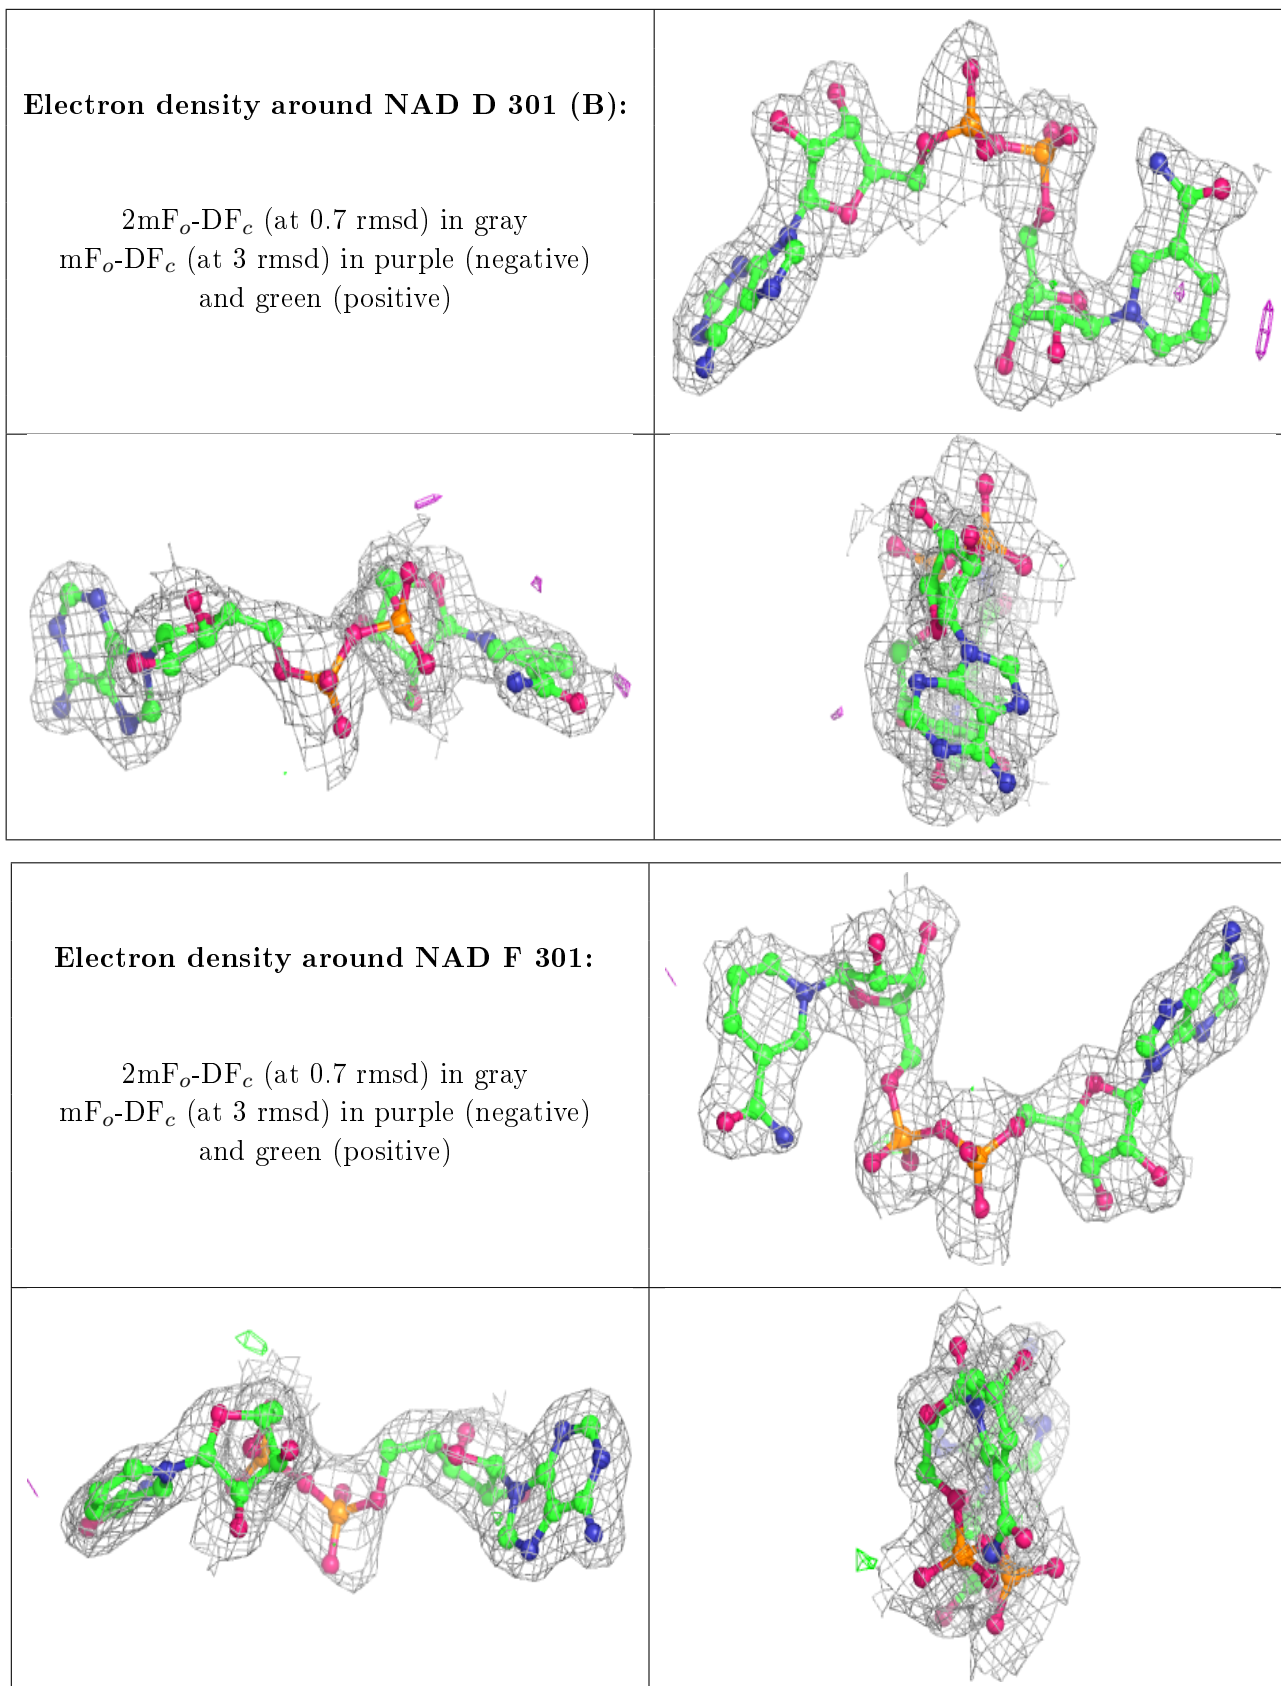 Electron density around NAD D 301 (B):
2mFo-DFc (at 0.7 rmsd) in gray
mFo-DFc (at 3 rmsd) in purple (negative)
and green (positive)
Electron density around NAD F 301:
2mFo-DFc (at 0.7 rmsd) in gray
mFo-DFc (at 3 rmsd) in purple (negative)
and green (positive)